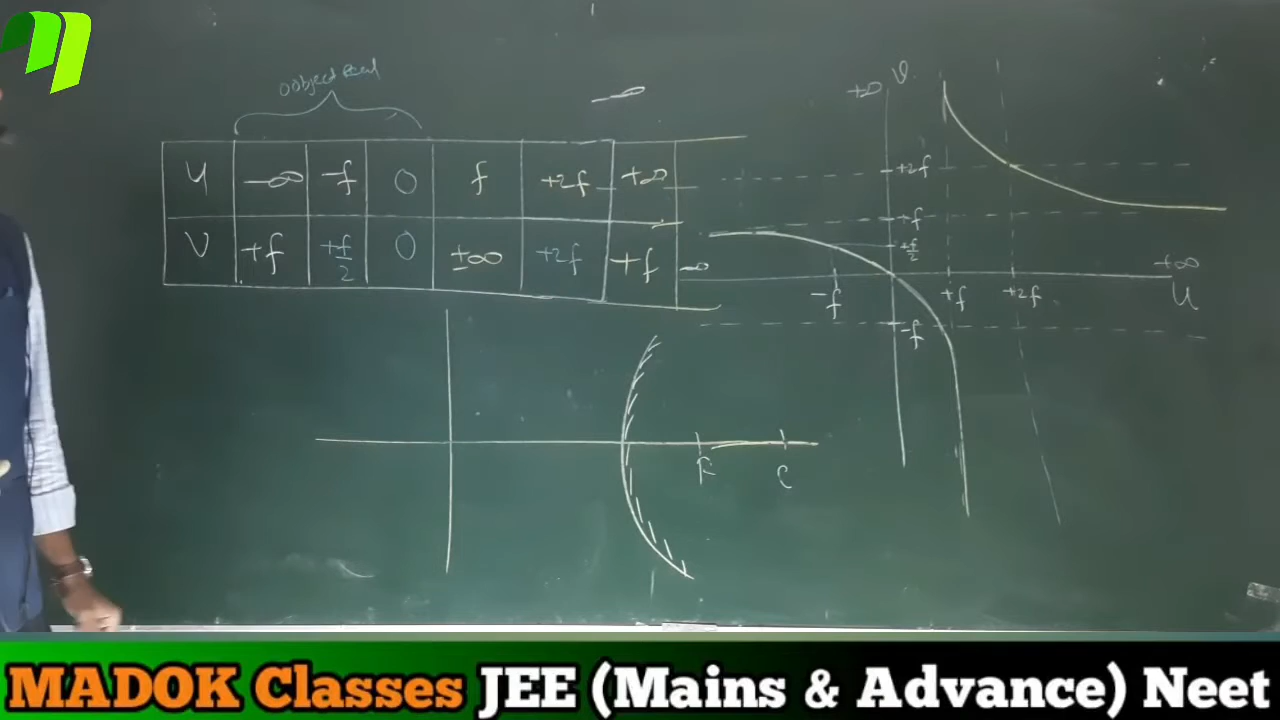 Object Real
-∞
U -∞ -f 0 f +2f +∞
V +f +f/2 0 ±∞ +2f +f
+∞ V
+2f
+f
+f/2
-∞ +∞
-f +f +2f U
-f
F C
MADOK Classes JEE (Mains & Advance) Neet